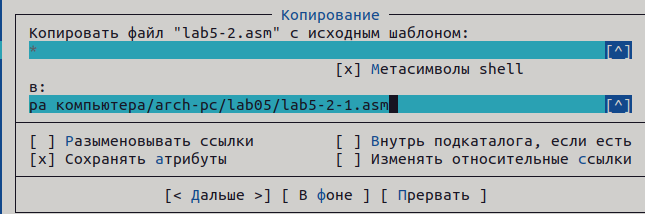 Копирование
Копировать файл "lab5-2.asm" с исходным шаблоном:
* [^]
[x] Метасимволы shell
в:
ра компьютера/arch-pc/lab05/lab5-2-1.asm [^]
[ ] Разыменовывать ссылки [ ] Внутрь подкаталога, если есть
[x] Сохранять атрибуты [ ] Изменять относительные ссылки
[< Дальше >] [ В фоне ] [ Прервать ]